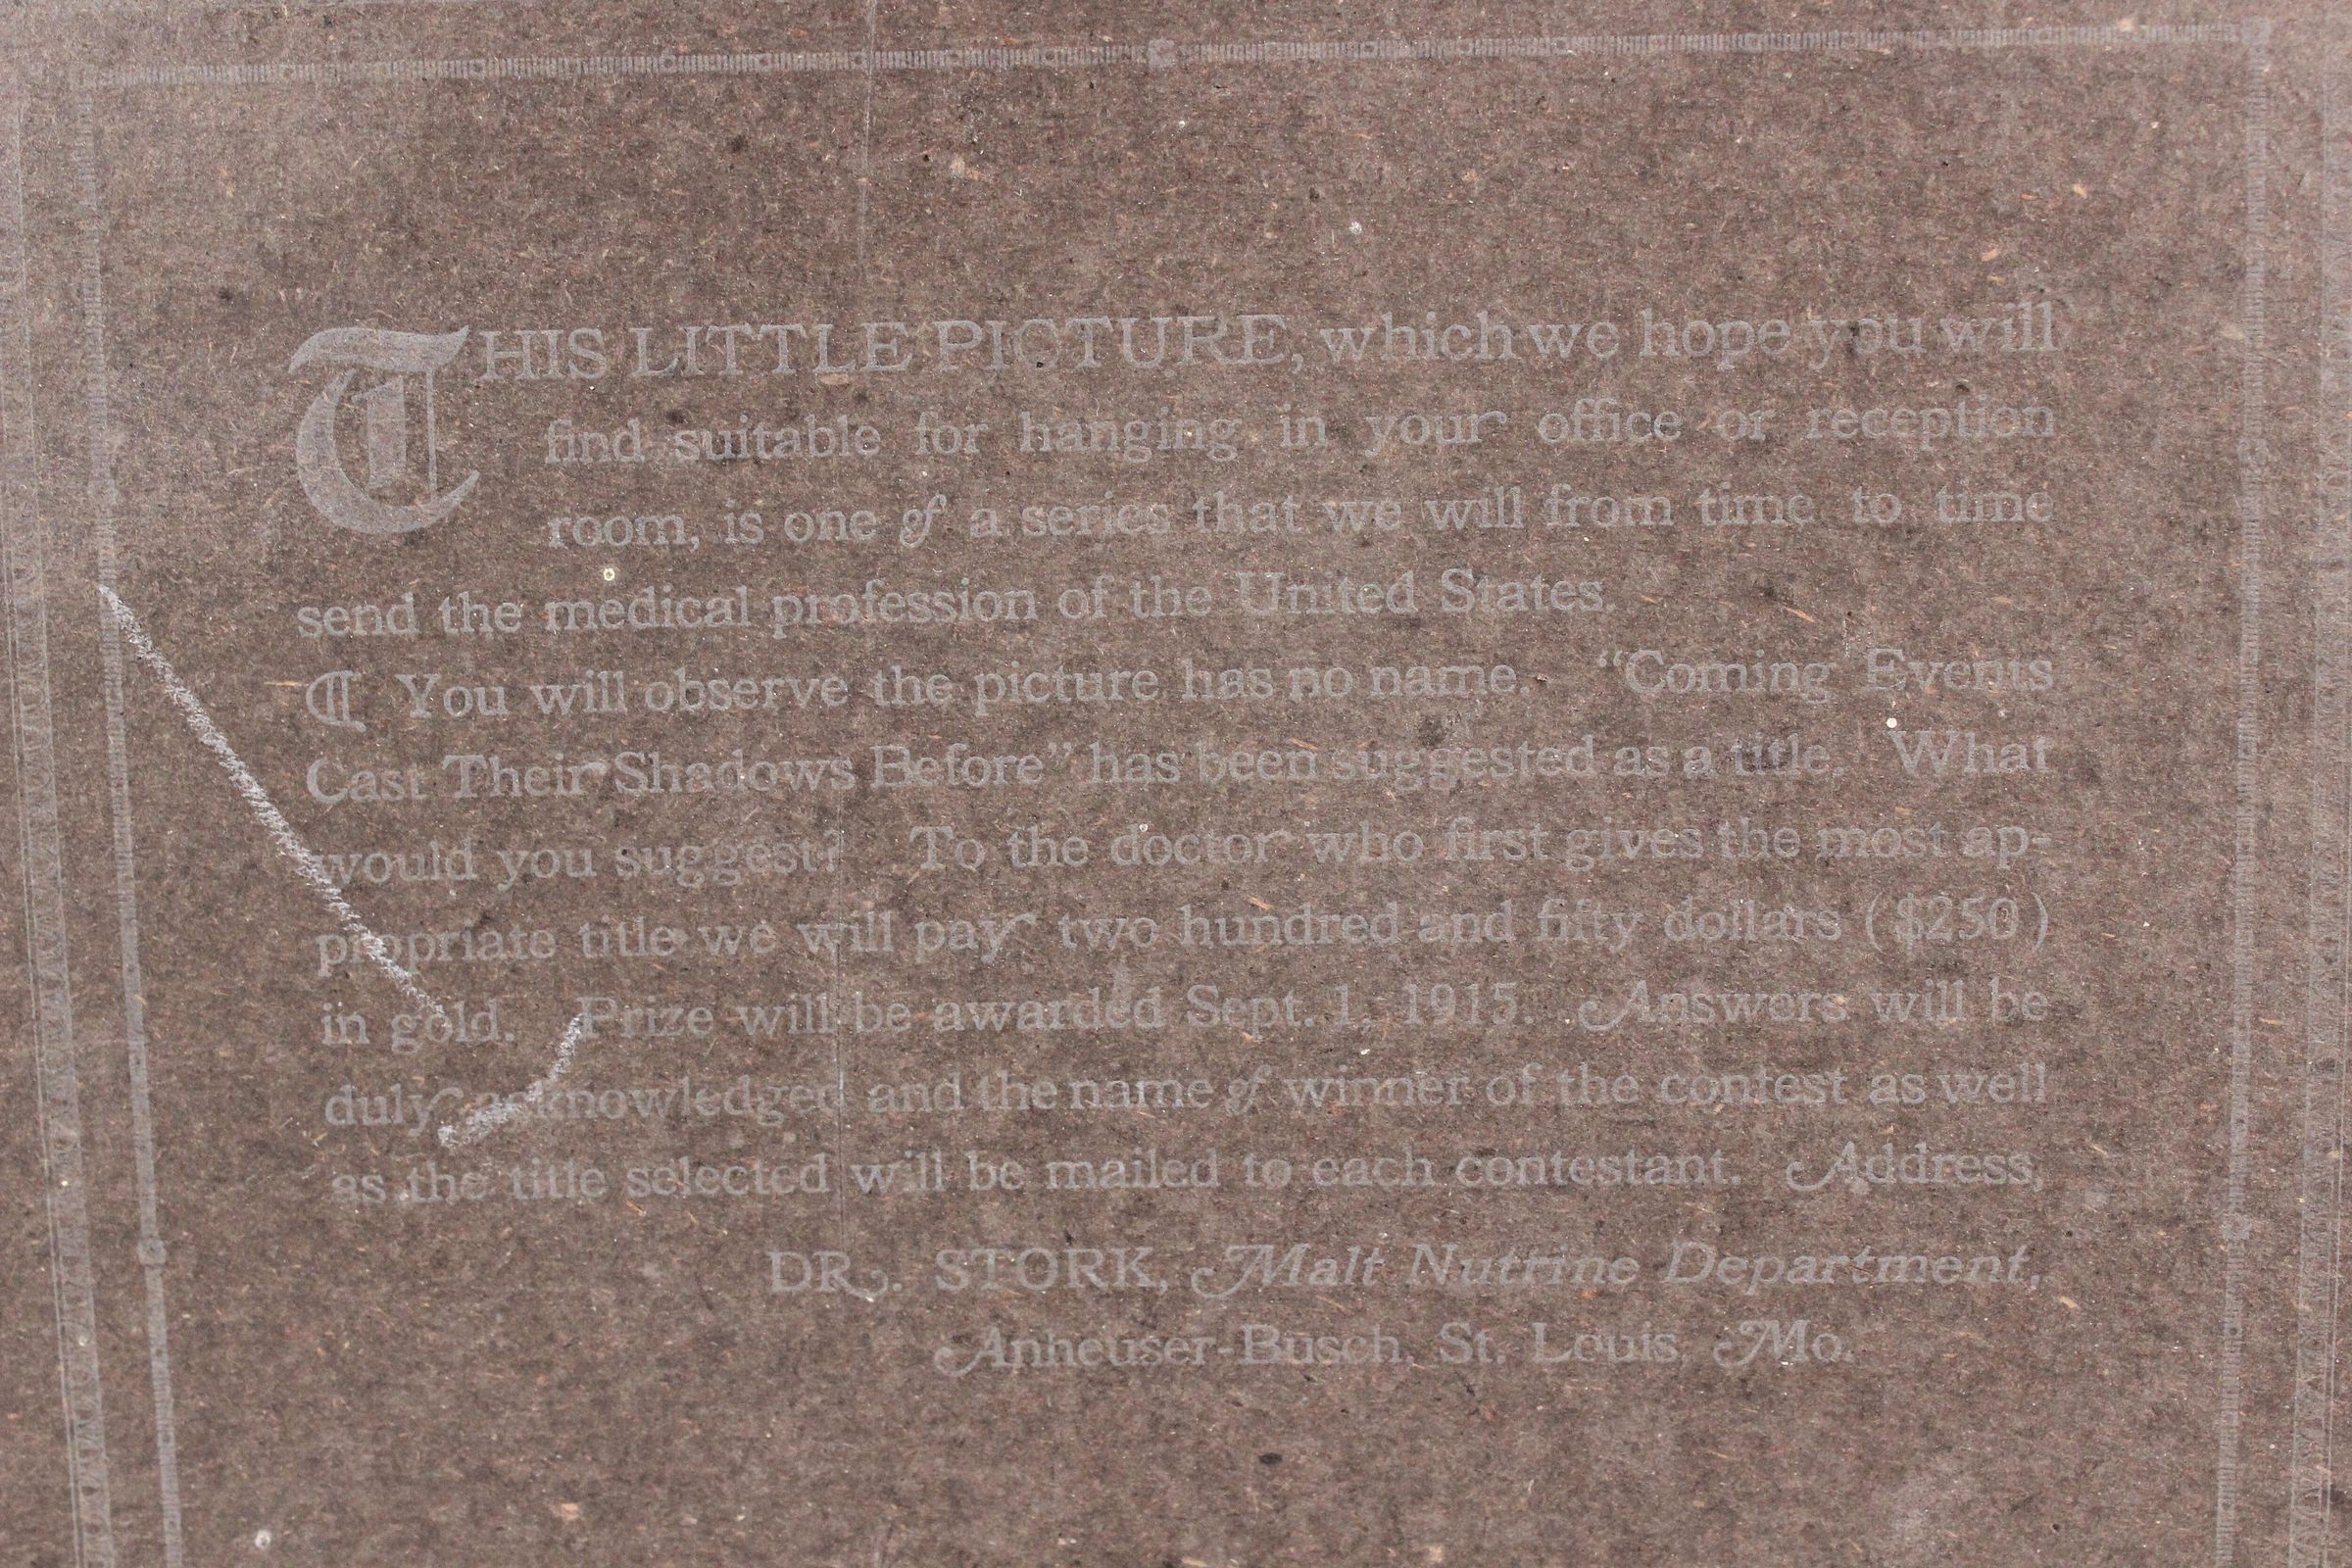 THIS LITTLE PICTURE, which we hope you will
find suitable for hanging in your office or reception
room, is one of a series that we will from time to time
send the medical profession of the United States.
¶ You will observe the picture has no name. “Coming Events
Cast Their Shadows Before” has been suggested as a title. What
would you suggest? To the doctor who first gives the most ap-
propriate title we will pay two hundred and fifty dollars ($250)
in gold. Prize will be awarded Sept. 1, 1915. Answers will be
duly acknowledged and the name of winner of the contest as well
as the title selected will be mailed to each contestant. Address,
DR. STORK, Malt Nutrine Department,
Anheuser-Busch, St. Louis, Mo.